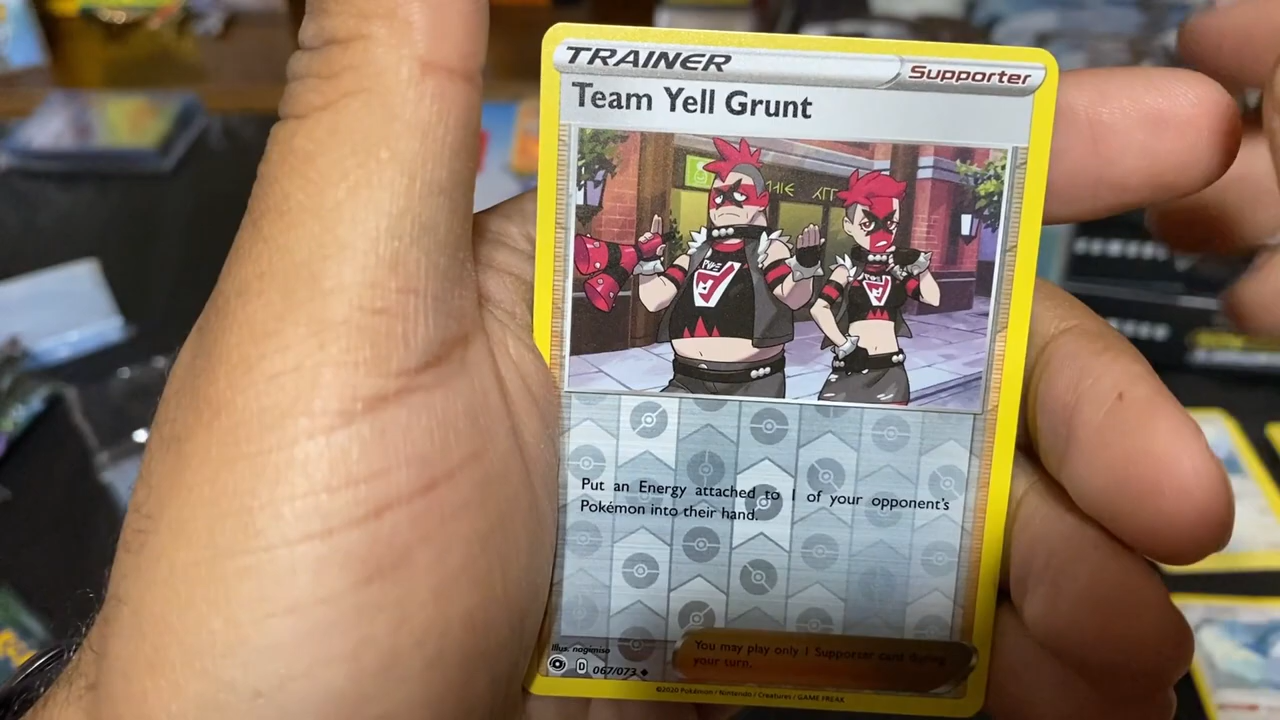 TRAINER
Supporter
Team Yell Grunt
Put an Energy attached to 1 of your opponent's
Pokémon into their hand.
You may play only 1 Supporter card during
your turn.
Illus. nagimiso
D 067/073
©2020 Pokémon / Nintendo / Creatures / GAME FREAK